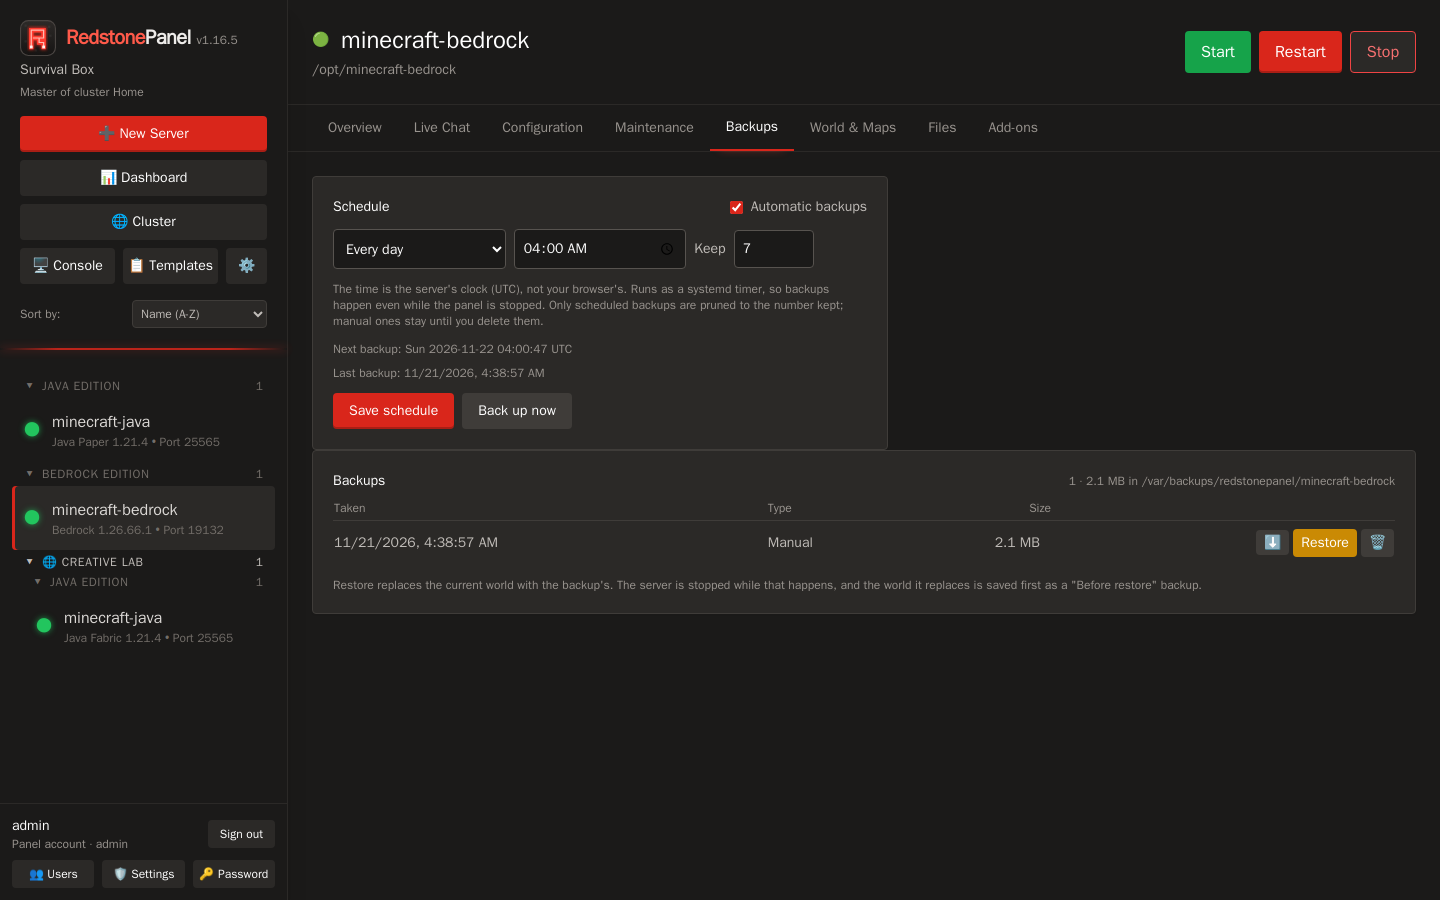 RedstonePanel v1.16.5
Survival Box
Master of cluster Home
➕ New Server
📊 Dashboard
🌐 Cluster
🖥️ Console
📋 Templates
⚙️
Sort by:
Name (A-Z)
▼ JAVA EDITION 1
minecraft-java
Java Paper 1.21.4 • Port 25565
▼ BEDROCK EDITION 1
minecraft-bedrock
Bedrock 1.26.66.1 • Port 19132
▼ 🌐 CREATIVE LAB 1
▼ JAVA EDITION 1
minecraft-java
Java Fabric 1.21.4 • Port 25565
admin
Panel account · admin
Sign out
👥 Users
🛡️ Settings
🔑 Password
minecraft-bedrock
/opt/minecraft-bedrock
Start
Restart
Stop
Overview
Live Chat
Configuration
Maintenance
Backups
World & Maps
Files
Add-ons
Schedule
Automatic backups
Every day
04:00 AM
Keep
7
The time is the server's clock (UTC), not your browser's. Runs as a systemd timer, so backups
happen even while the panel is stopped. Only scheduled backups are pruned to the number kept;
manual ones stay until you delete them.
Next backup: Sun 2026-11-22 04:00:47 UTC
Last backup: 11/21/2026, 4:38:57 AM
Save schedule
Back up now
Backups
1 · 2.1 MB in /var/backups/redstonepanel/minecraft-bedrock
Taken Type Size
11/21/2026, 4:38:57 AM Manual 2.1 MB ⬇️ Restore 🗑️
Restore replaces the current world with the backup's. The server is stopped while that happens, and the world it replaces is saved first as a "Before restore" backup.